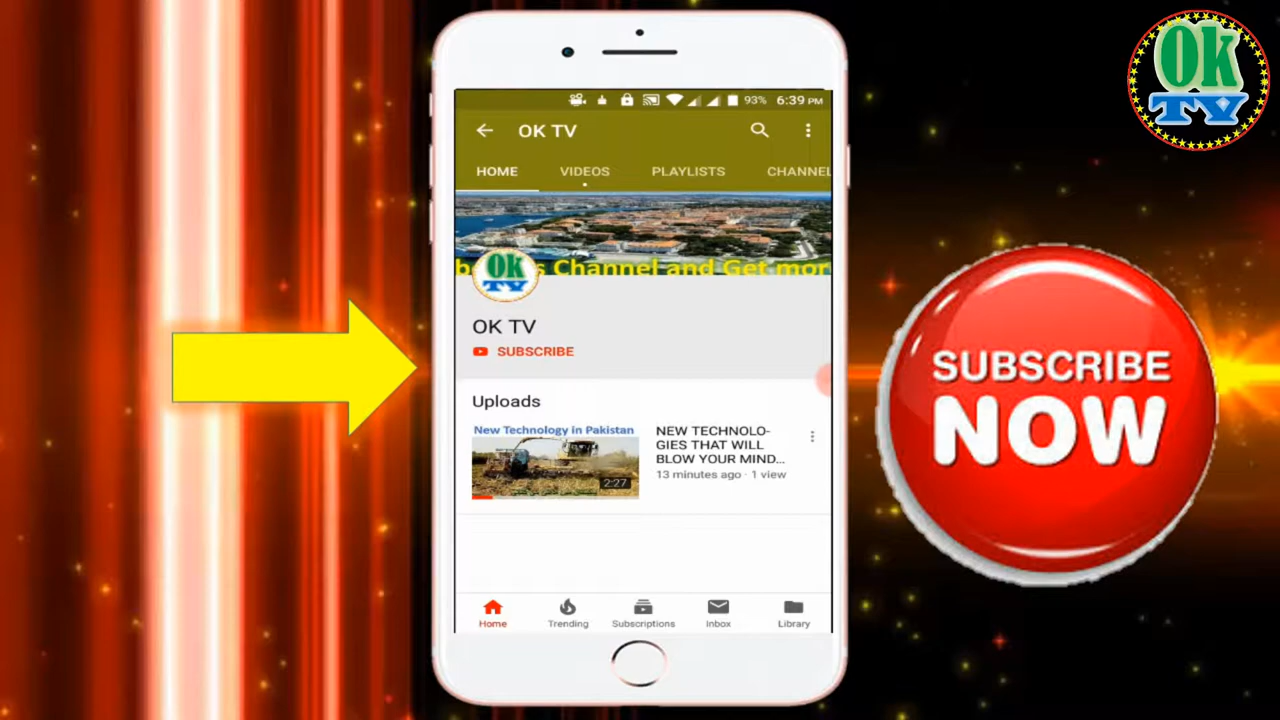 Ok
TV
93% 6:39 PM
OK TV
HOME VIDEOS PLAYLISTS CHANNEL
Channel and Get mor
OK
TV
OK TV
SUBSCRIBE
Uploads
New Technology in Pakistan
2:27
NEW TECHNOLO-
GIES THAT WILL
BLOW YOUR MIND...
13 minutes ago · 1 view
Home Trending Subscriptions Inbox Library
SUBSCRIBE
NOW